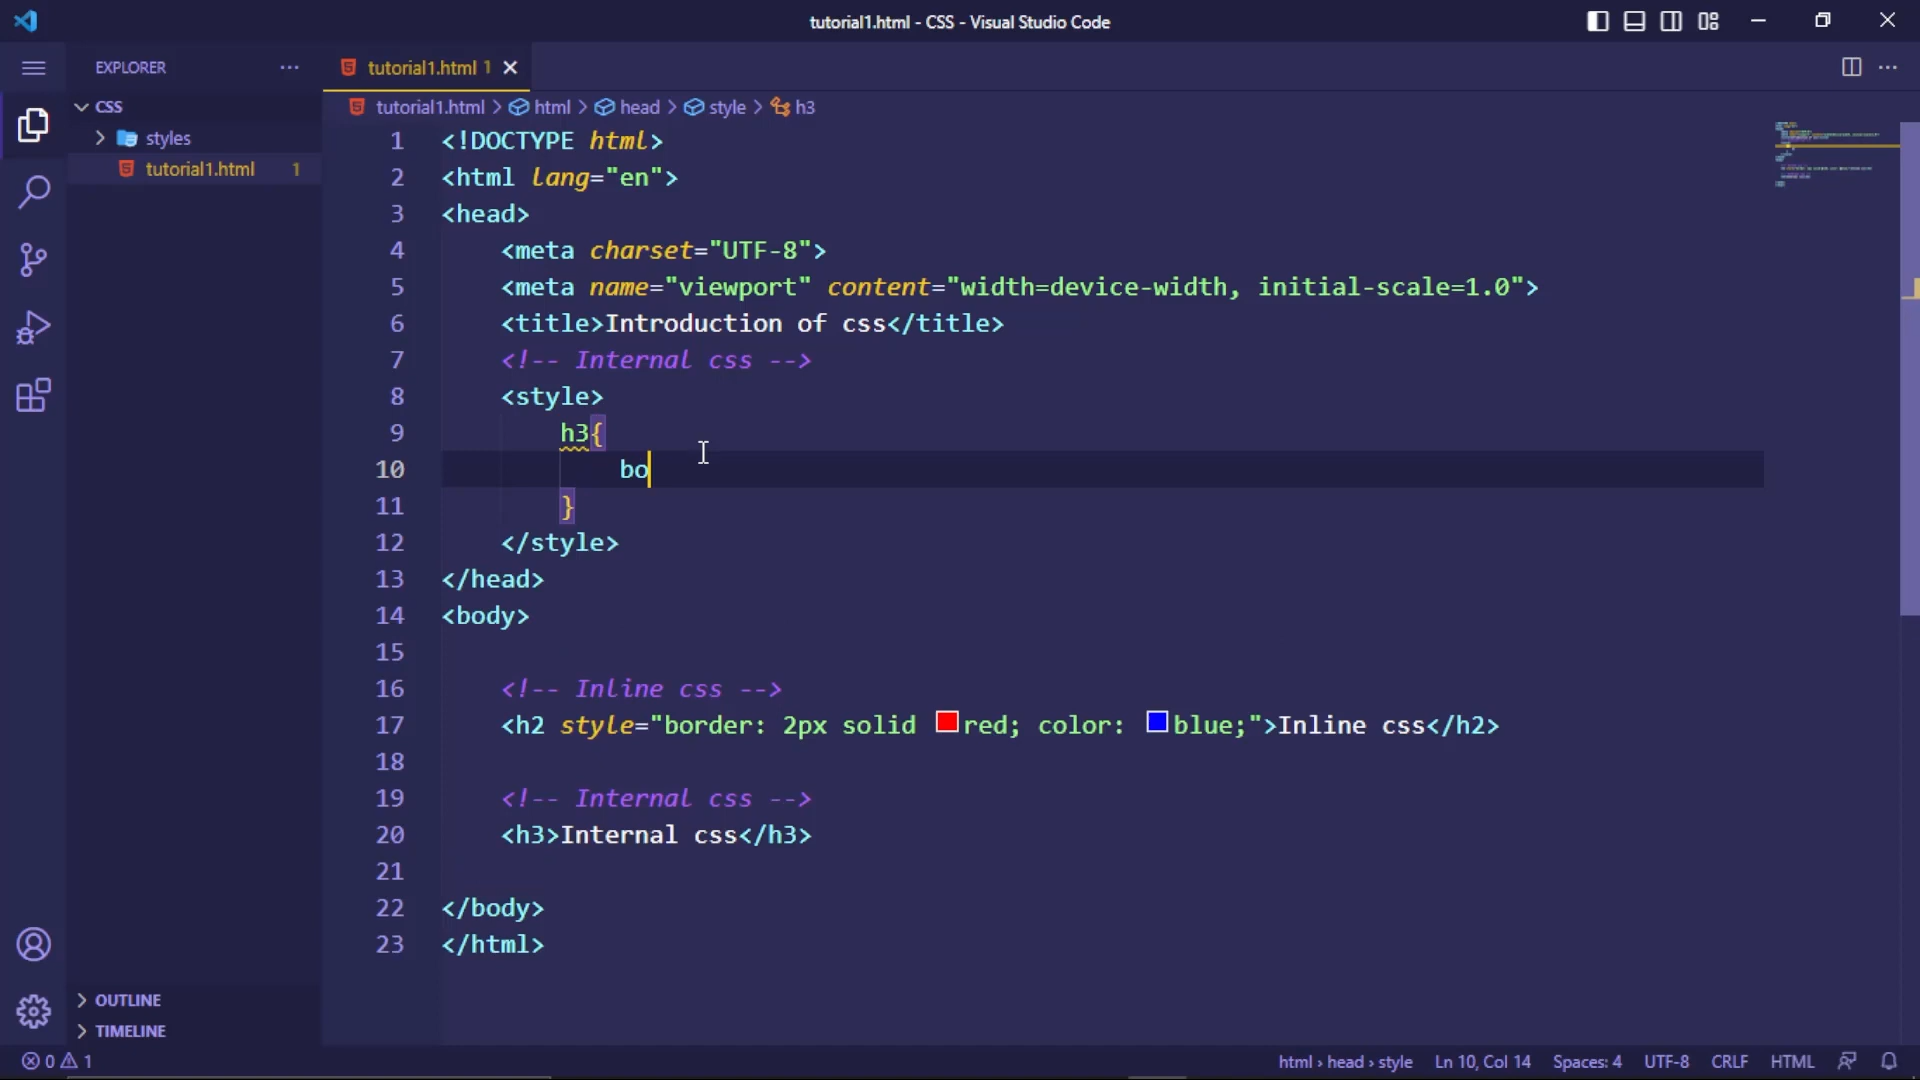 tutorial1.html - CSS - Visual Studio Code
EXPLORER
CSS
styles
tutorial1.html 1
OUTLINE
TIMELINE
tutorial1.html 1
tutorial1.html > html > head > style > h3
1 <!DOCTYPE html>
2 <html lang="en">
3 <head>
4 <meta charset="UTF-8">
5 <meta name="viewport" content="width=device-width, initial-scale=1.0">
6 <title>Introduction of css</title>
7 <!-- Internal css -->
8 <style>
9 h3{
10 bo
11 }
12 </style>
13 </head>
14 <body>
15
16 <!-- Inline css -->
17 <h2 style="border: 2px solid red; color: blue;">Inline css</h2>
18
19 <!-- Internal css -->
20 <h3>Internal css</h3>
21
22 </body>
23 </html>
0 1 html › head › style Ln 10, Col 14 Spaces: 4 UTF-8 CRLF HTML